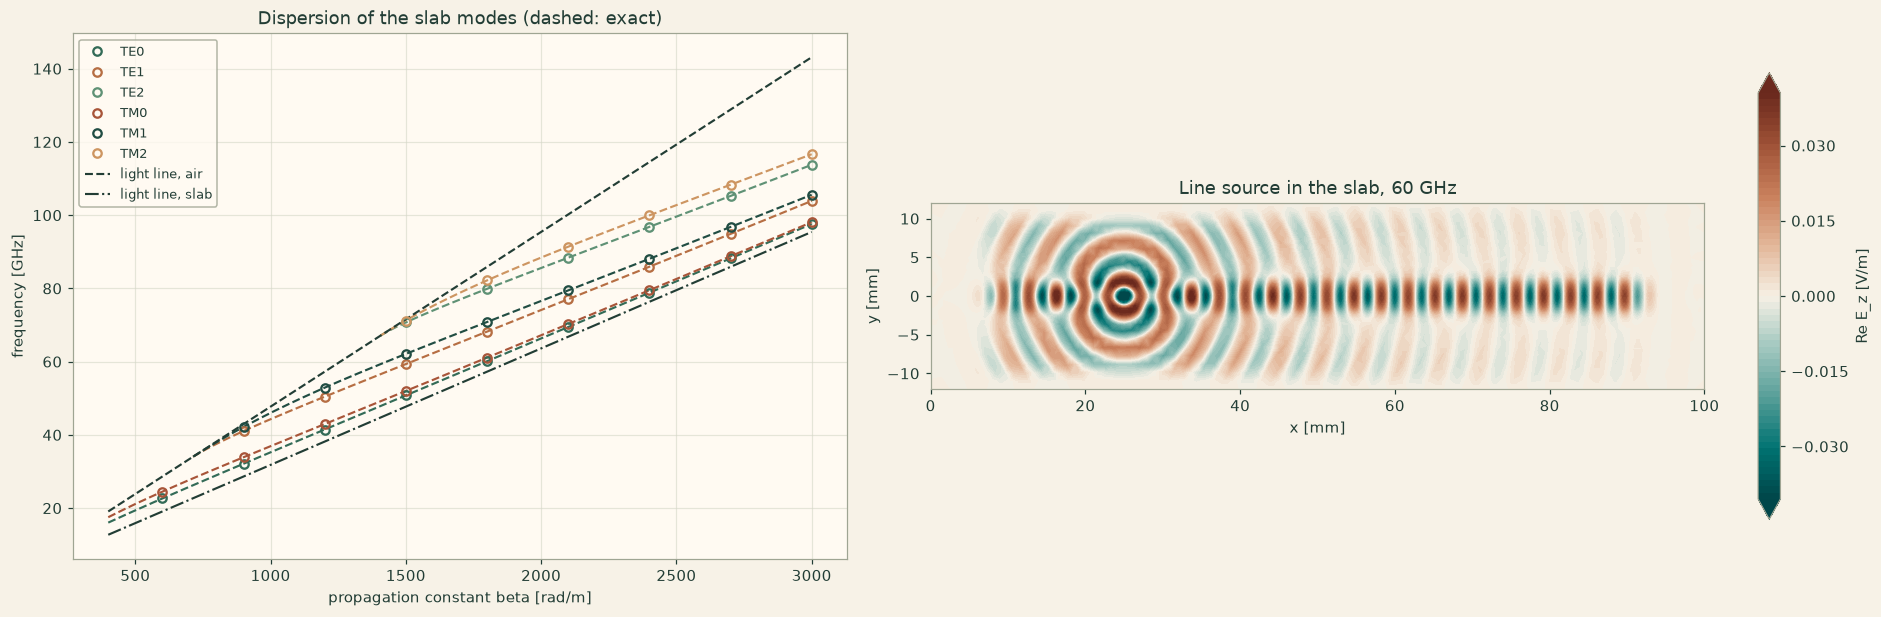 Dispersion of the slab modes (dashed: exact)
TE0
TE1
TE2
TM0
TM1
TM2
light line, air
light line, slab
frequency [GHz]
140
120
100
80
60
40
20
500
1000
1500
2000
2500
3000
propagation constant beta [rad/m]
Line source in the slab, 60 GHz
y [mm]
10
5
0
−5
−10
0
20
40
60
80
100
x [mm]
0.030
0.015
0.000
−0.015
−0.030
Re E_z [V/m]